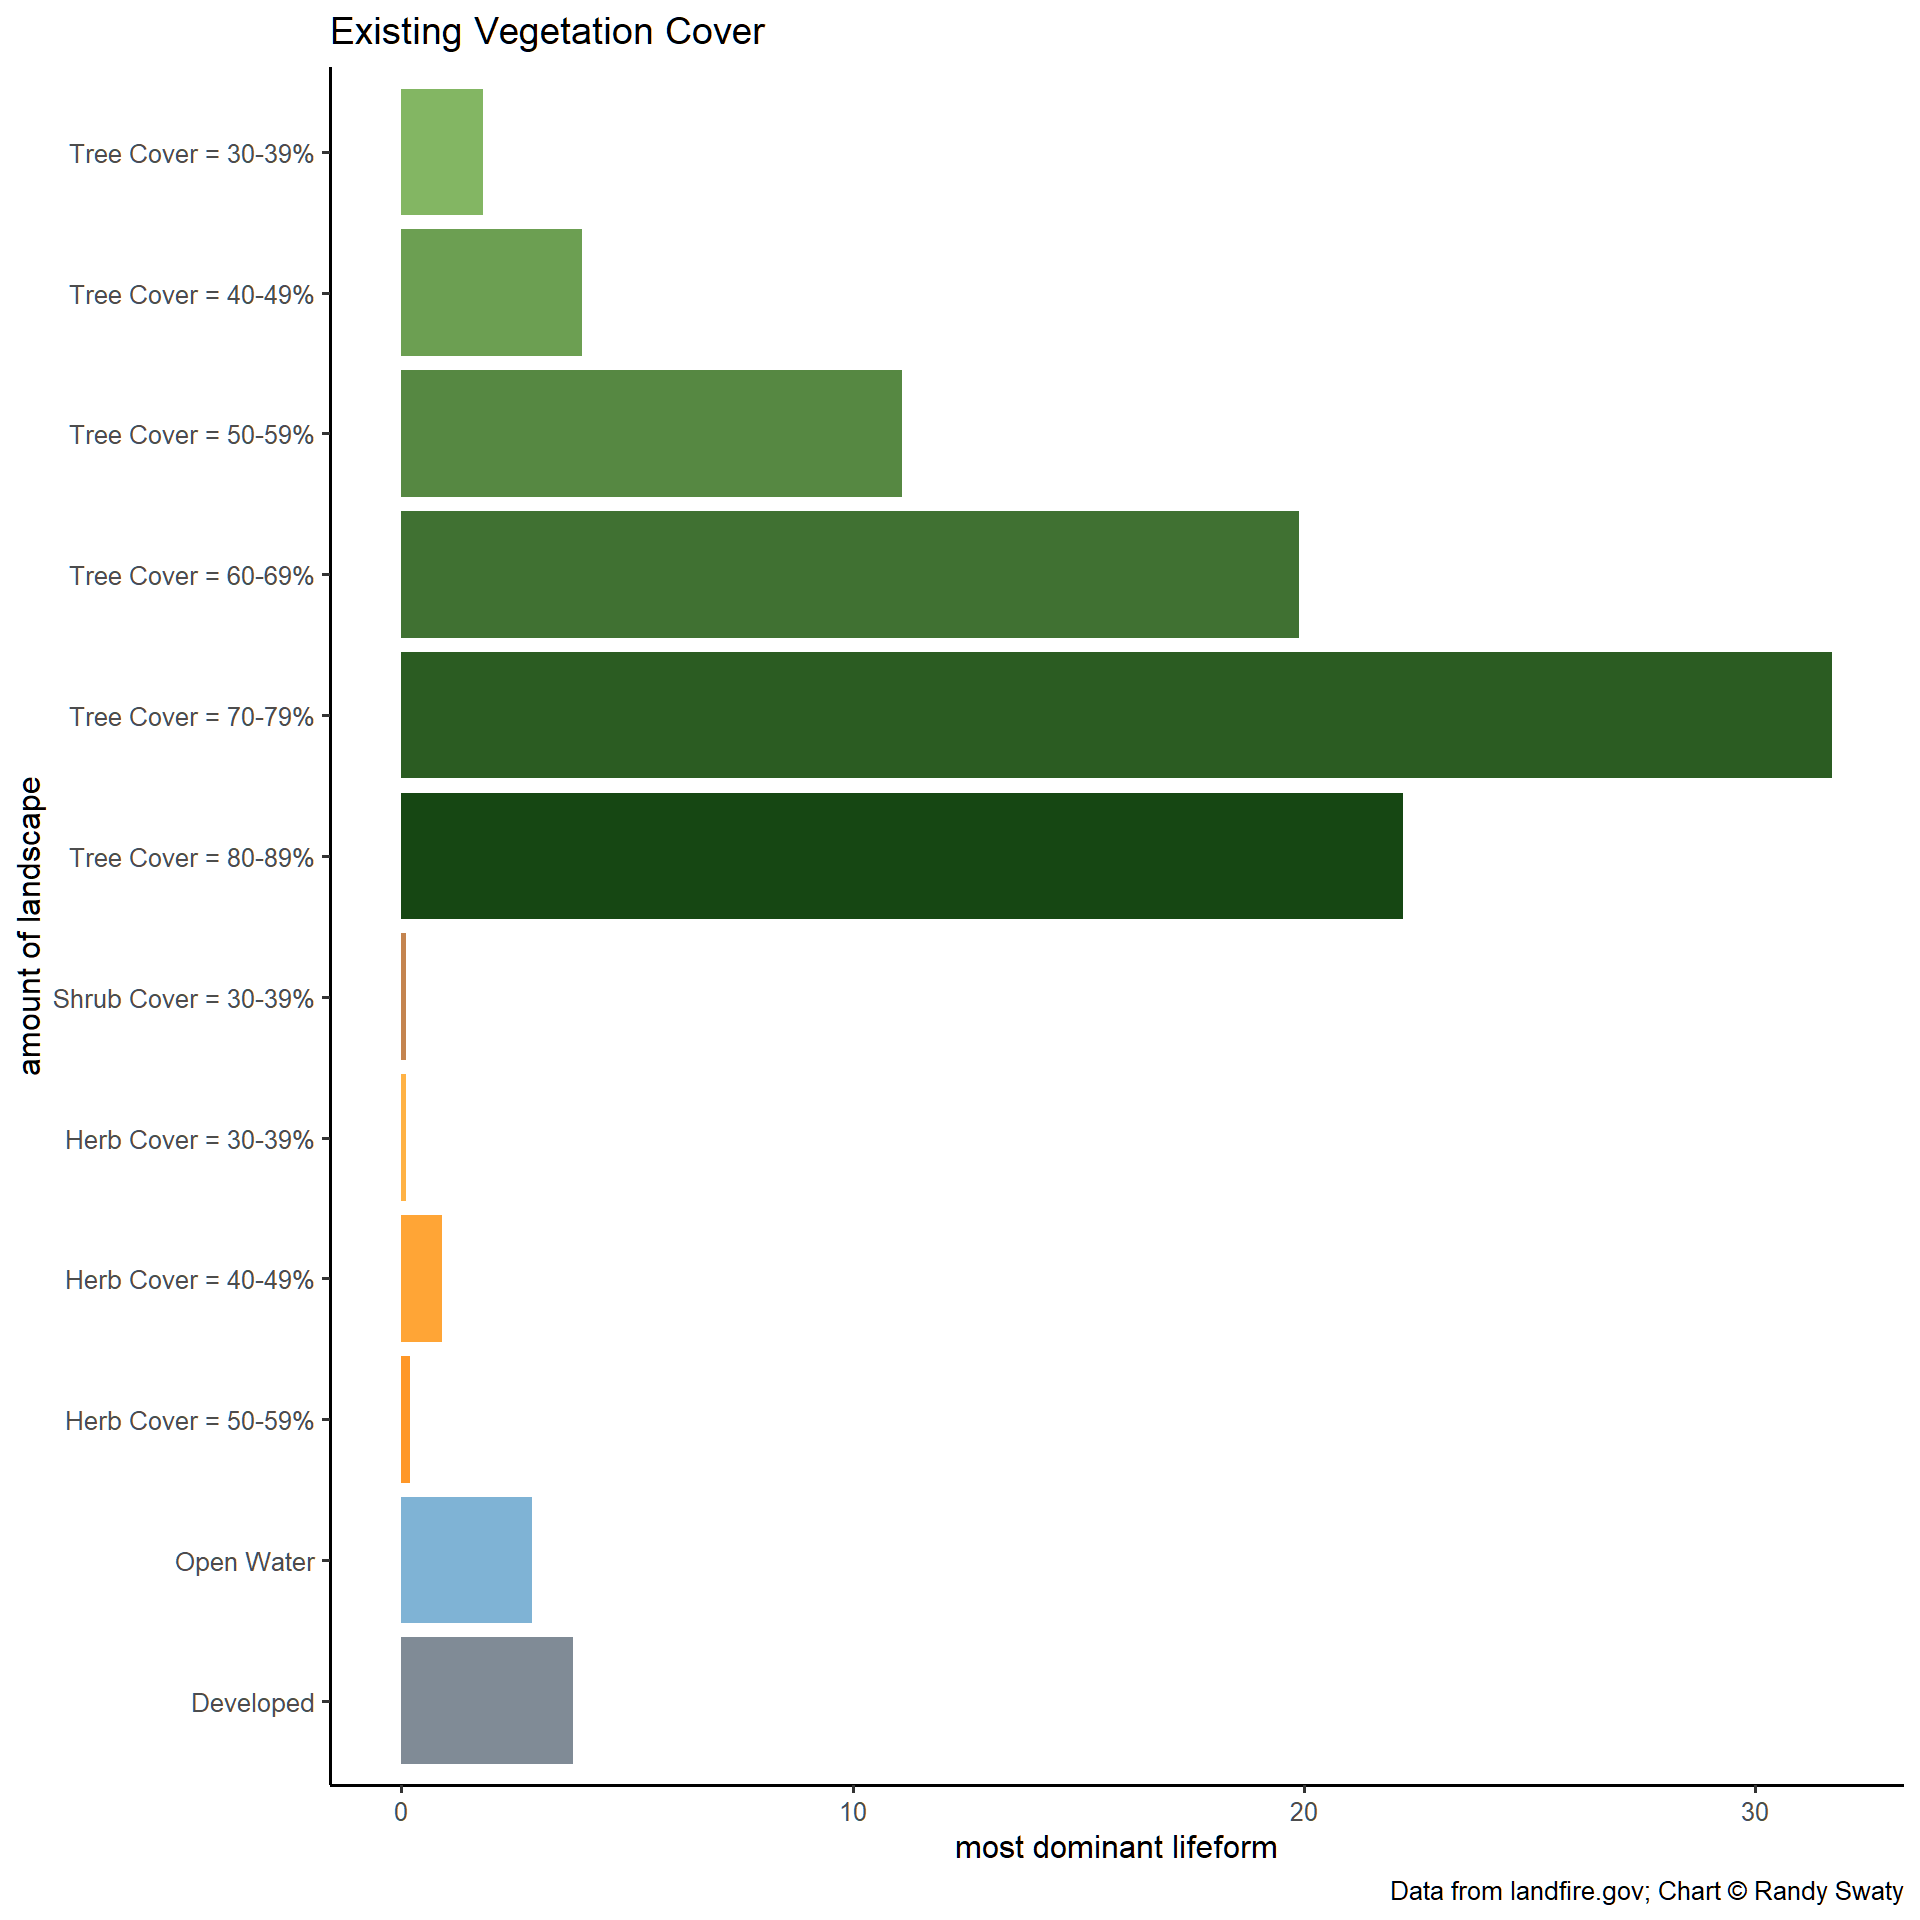 Existing Vegetation Cover
Tree Cover = 30-39%
Tree Cover = 40-49%
Tree Cover = 50-59%
Tree Cover = 60-69%
Tree Cover = 70-79%
Tree Cover = 80-89%
Shrub Cover = 30-39%
Herb Cover = 30-39%
Herb Cover = 40-49%
Herb Cover = 50-59%
Open Water
Developed
amount of landscape
0 10 20 30
most dominant lifeform
Data from landfire.gov; Chart © Randy Swaty